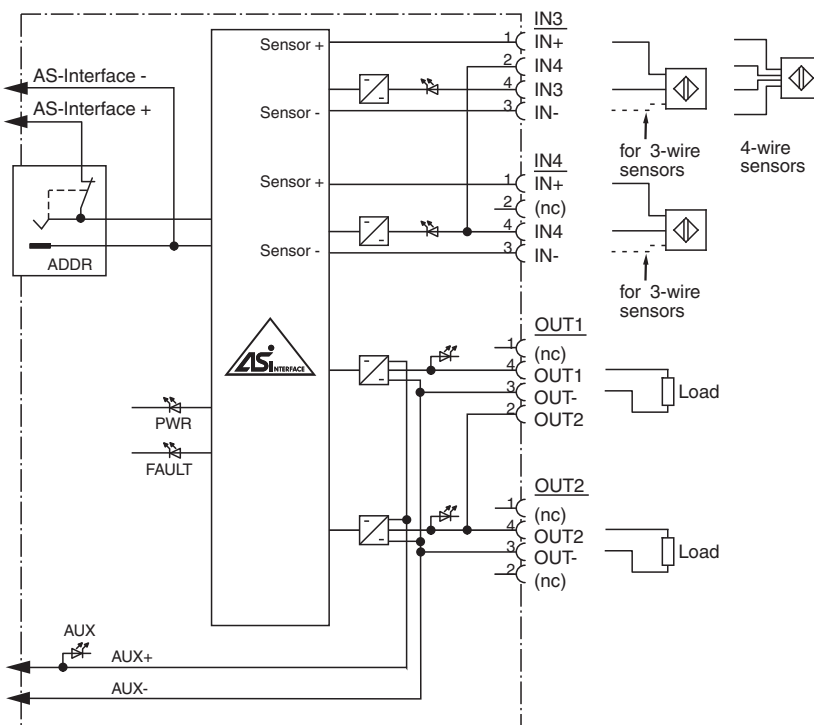 IN3
Sensor +
1 IN+
2 IN4
4 IN3
Sensor -
3 IN-
AS-Interface -
AS-Interface +
for 3-wire
sensors
4-wire
sensors
IN4
Sensor +
1 IN+
2 (nc)
4 IN4
Sensor -
3 IN-
ADDR
for 3-wire
sensors
OUT1
1 (nc)
4 OUT1
3 OUT-
2 OUT2
Load
ASi INTERFACE
PWR
FAULT
OUT2
1 (nc)
4 OUT2
3 OUT-
2 (nc)
Load
AUX
AUX+
AUX-